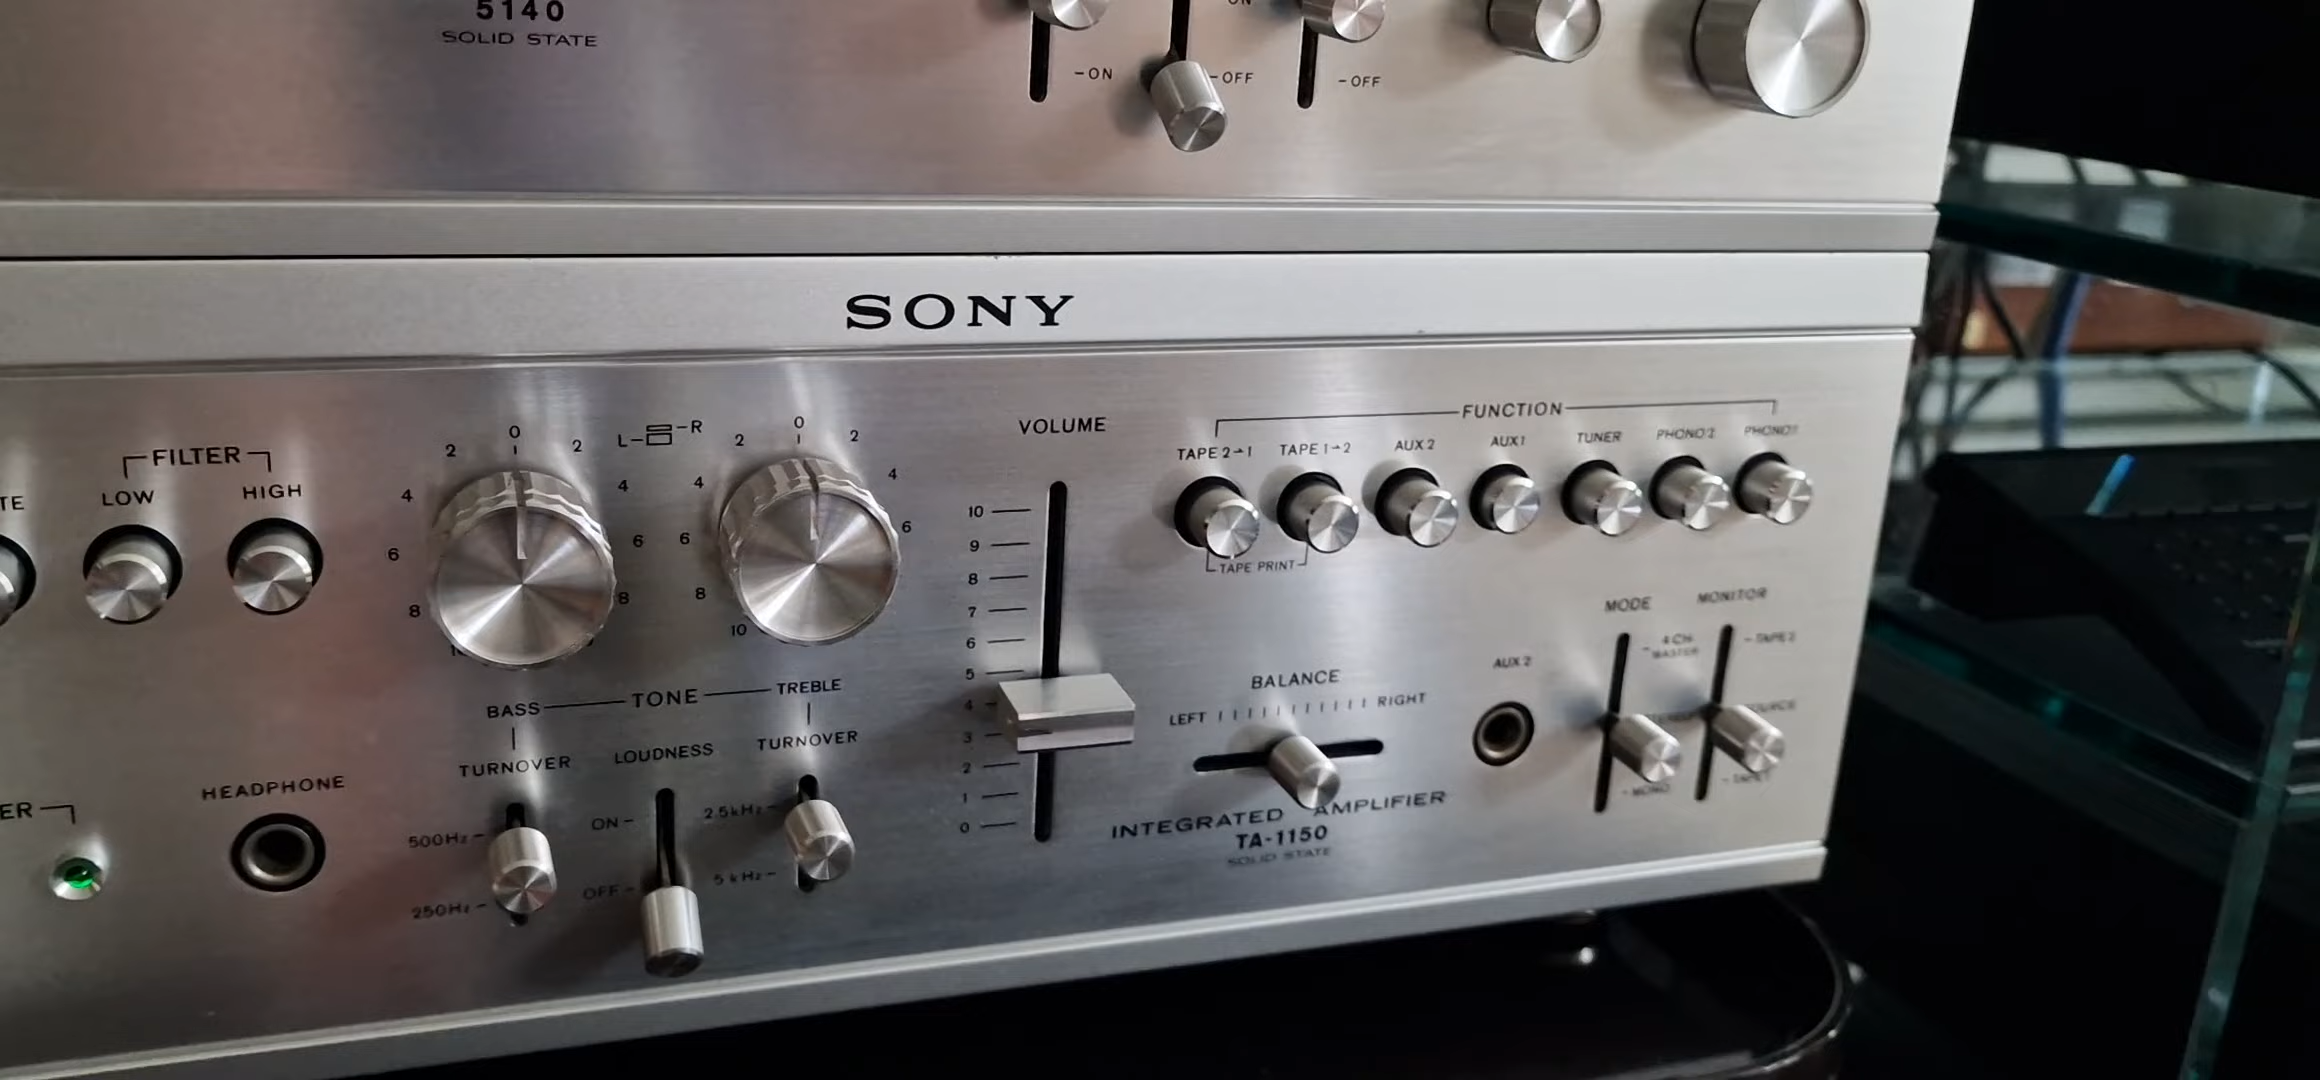 5140
SOLID STATE
ON
-ON
-OFF
-OFF
SONY
FUNCTION
TAPE 2→1 TAPE 1→2 AUX 2 AUX 1 TUNER PHONO 2 PHONO 1
TAPE PRINT
FILTER
TE LOW HIGH
L R
2 0 2
4 4
6 6
8 8
2 0 2
4 4
6 6
8
10
BASS TONE TREBLE
TURNOVER LOUDNESS TURNOVER
500Hz-
250Hz-
ON-
OFF-
2.5kHz-
5kHz-
HEADPHONE
ER
VOLUME
10
9
8
7
6
5
4
3
2
1
0
BALANCE
LEFT RIGHT
AUX 2
MODE
-4 CH
MASTER
-MONO
MONITOR
-TAPE 2
-TAPE 1
INTEGRATED AMPLIFIER
TA-1150
SOLID STATE